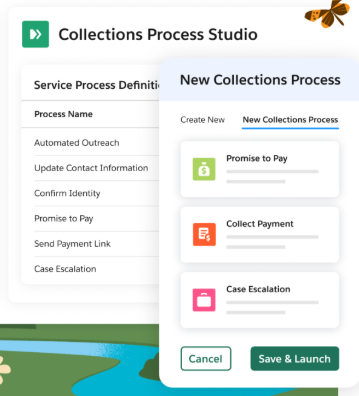 Collections Process Studio
Service Process Definiti
Process Name
Automated Outreach
Update Contact Information
Confirm Identity
Promise to Pay
Send Payment Link
Case Escalation
New Collections Process
Create New New Collections Process
Promise to Pay
Collect Payment
Case Escalation
Cancel Save & Launch